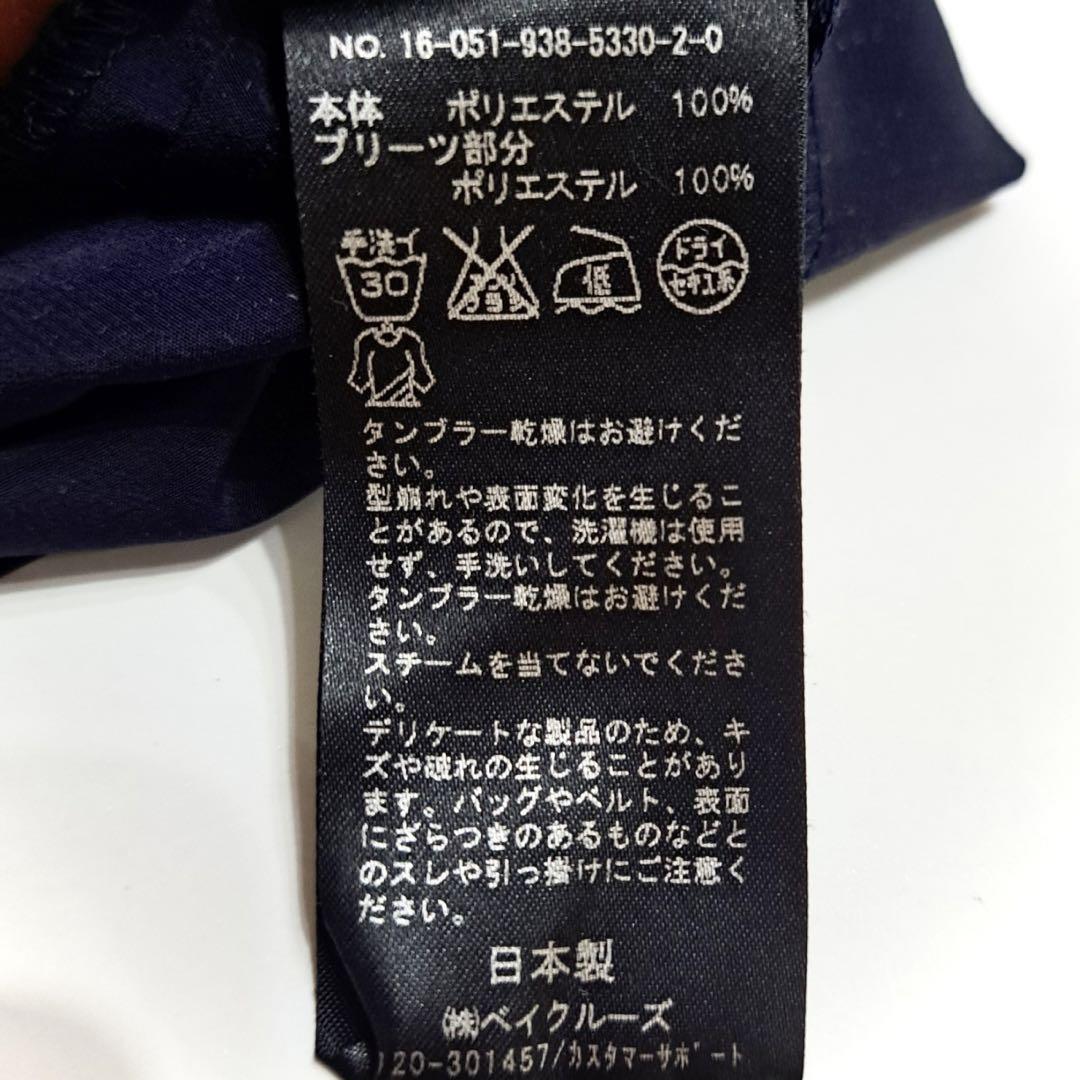 NO. 16-051-938-5330-2-0
本体 ポリエステル 100%
プリーツ部分
ポリエステル 100%
手洗イ
30
エンソ
サラシ
低
ドライ
セキユ系
タンブラー乾燥はお避けくだ
さい。
型崩れや表面変化を生じるこ
とがあるので、洗濯機は使用
せず、手洗いしてください。
タンブラー乾燥はお避けくだ
さい。
スチームを当てないでくださ
い。
デリケートな製品のため、キ
ズや破れの生じることがあり
ます。バッグやベルト、表面
にざらつきのあるものなどと
のスレや引っ掛けにご注意く
ださい。
日本製
㈱ベイクルーズ
120-301457/カスタマーサポート